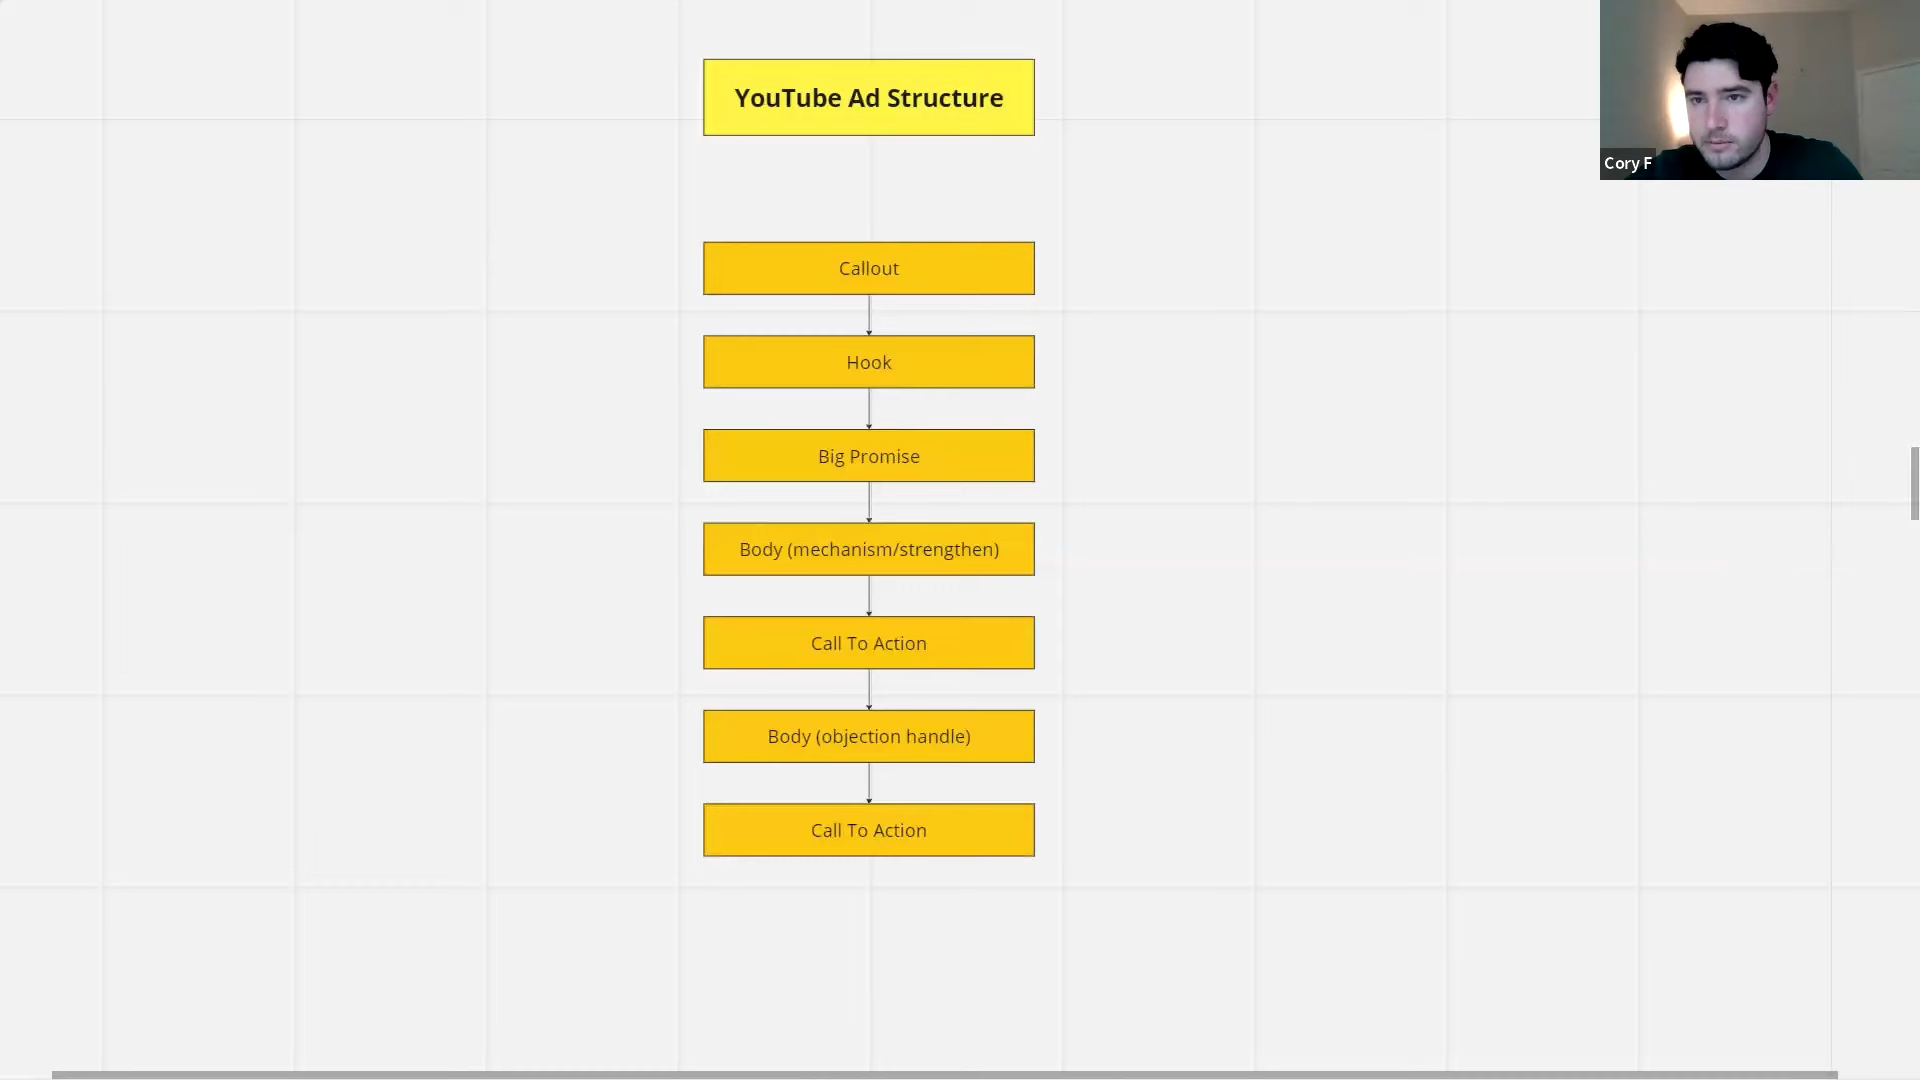 YouTube Ad Structure
Cory F
Callout
Hook
Big Promise
Body (mechanism/strengthen)
Call To Action
Body (objection handle)
Call To Action